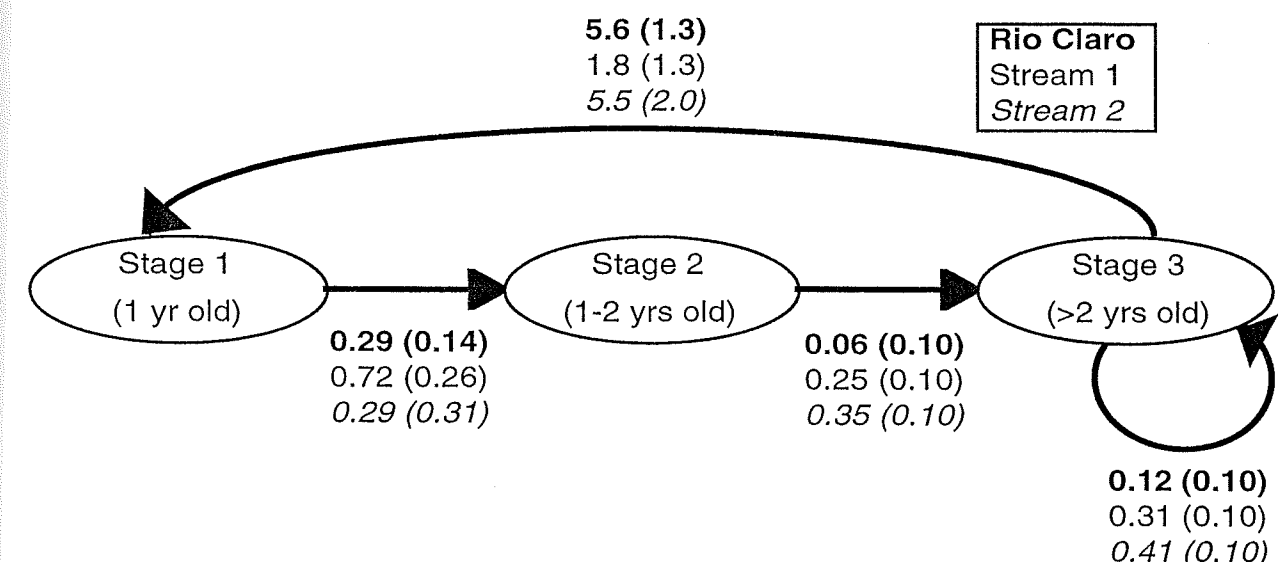 5.6 (1.3)
1.8 (1.3)
5.5 (2.0)
Rio Claro
Stream 1
Stream 2
Stage 1
(1 yr old)
Stage 2
(1-2 yrs old)
Stage 3
(>2 yrs old)
0.29 (0.14)
0.72 (0.26)
0.29 (0.31)
0.06 (0.10)
0.25 (0.10)
0.35 (0.10)
0.12 (0.10)
0.31 (0.10)
0.41 (0.10)